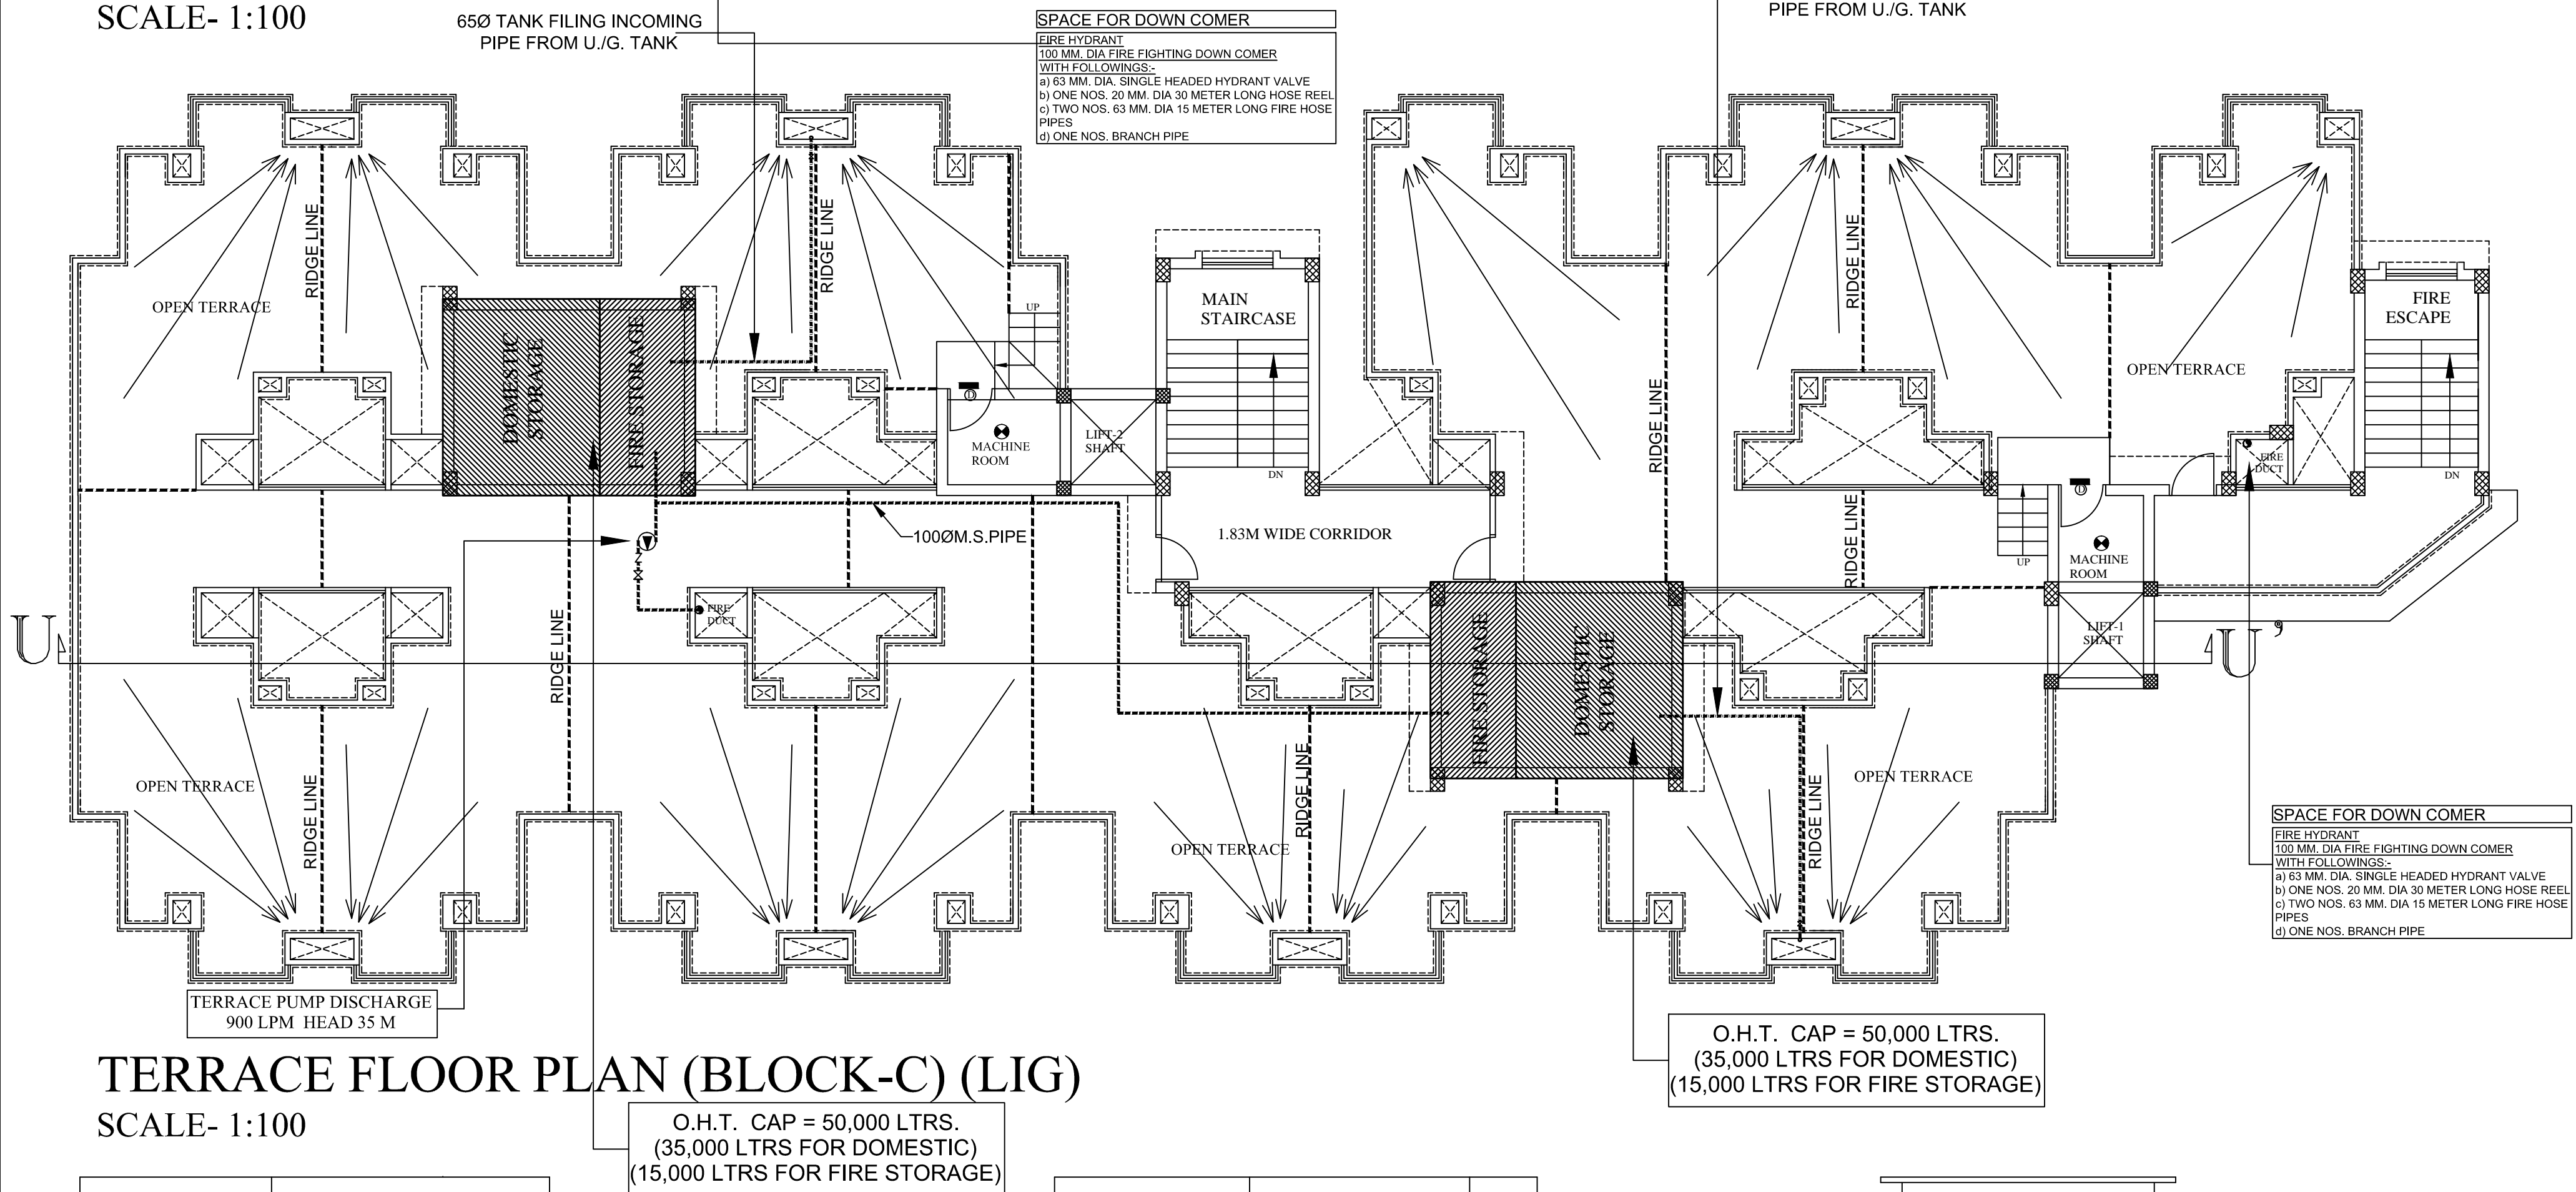 SCALE- 1:100
65Ø TANK FILING INCOMING
PIPE FROM U./G. TANK
SPACE FOR DOWN COMER
FIRE HYDRANT
100 MM. DIA FIRE FIGHTING DOWN COMER
WITH FOLLOWINGS:-
a) 63 MM. DIA. SINGLE HEADED HYDRANT VALVE
b) ONE NOS. 20 MM. DIA 30 METER LONG HOSE REEL
c) TWO NOS. 63 MM. DIA 15 METER LONG FIRE HOSE
PIPES
d) ONE NOS. BRANCH PIPE
PIPE FROM U./G. TANK
RIDGE LINE
RIDGE LINE
RIDGE LINE
OPEN TERRACE
UP
MAIN
STAIRCASE
FIRE
ESCAPE
OPEN TERRACE
DOMESTIC
STORAGE
FIRE STORAGE
D
MACHINE
ROOM
LIFT-2
SHAFT
DN
RIDGE LINE
FIRE
DUCT
DN
D
100ØM.S.PIPE
1.83M WIDE CORRIDOR
RIDGE LINE
UP
MACHINE
ROOM
FIRE
DUCT
RIDGE LINE
U
FIRE STORAGE
DOMESTIC
STORAGE
LIFT-1
SHAFT
U'
OPEN TERRACE
RIDGE LINE
OPEN TERRACE
RIDGE LINE
RIDGE LINE
OPEN TERRACE
SPACE FOR DOWN COMER
FIRE HYDRANT
100 MM. DIA FIRE FIGHTING DOWN COMER
WITH FOLLOWINGS:-
a) 63 MM. DIA. SINGLE HEADED HYDRANT VALVE
b) ONE NOS. 20 MM. DIA 30 METER LONG HOSE REEL
c) TWO NOS. 63 MM. DIA 15 METER LONG FIRE HOSE
PIPES
d) ONE NOS. BRANCH PIPE
TERRACE PUMP DISCHARGE
900 LPM HEAD 35 M
O.H.T. CAP = 50,000 LTRS.
(35,000 LTRS FOR DOMESTIC)
(15,000 LTRS FOR FIRE STORAGE)
TERRACE FLOOR PLAN (BLOCK-C) (LIG)
SCALE- 1:100
O.H.T. CAP = 50,000 LTRS.
(35,000 LTRS FOR DOMESTIC)
(15,000 LTRS FOR FIRE STORAGE)